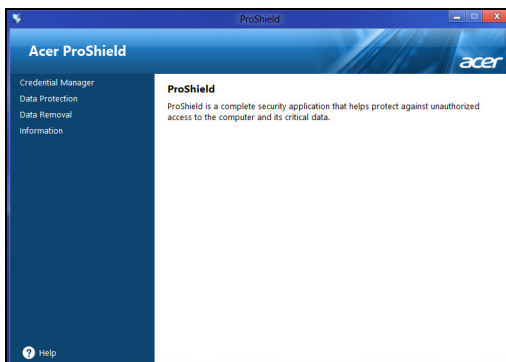 ProShield
Acer ProShield
acer
Credential Manager
Data Protection
Data Removal
Information
ProShield
ProShield is a complete security application that helps protect against unauthorized
access to the computer and its critical data.
? Help